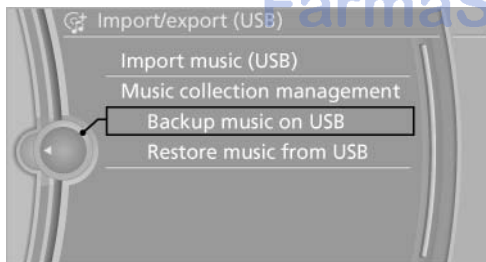 Import/export (USB)
Import music (USB)
Music collection management
Backup music on USB
Restore music from USB